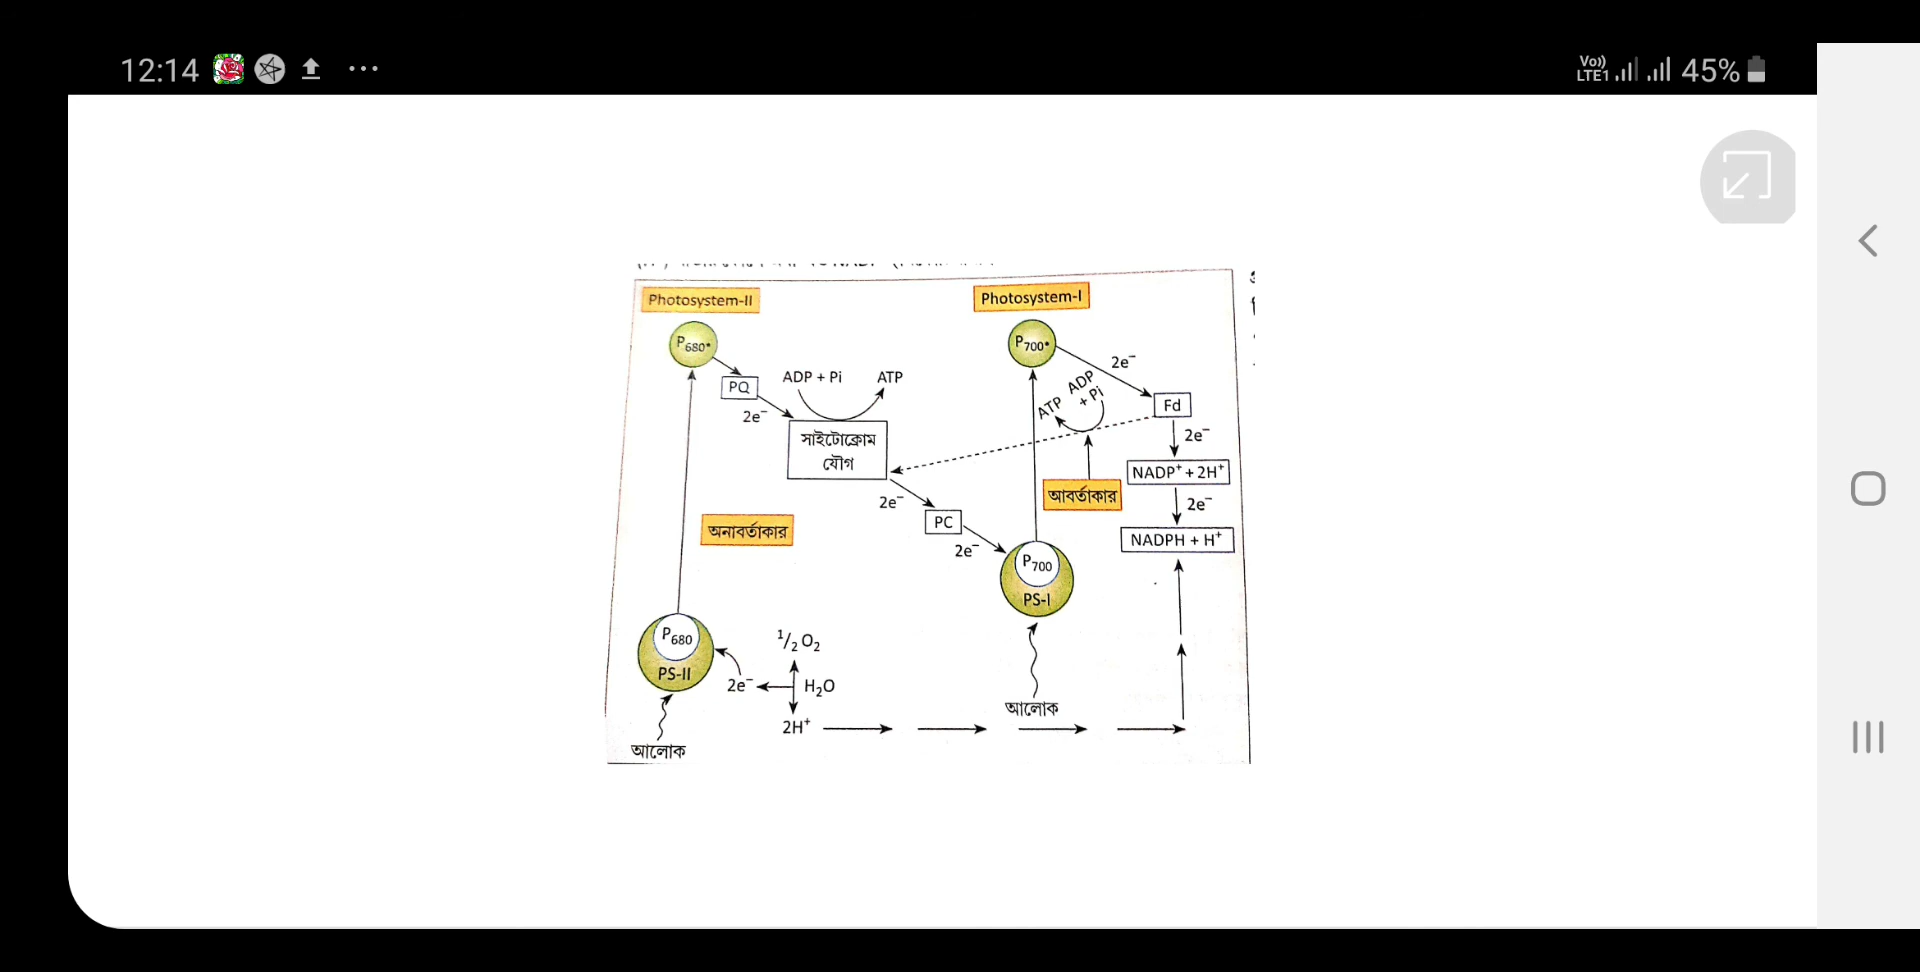 12:14
Vo)) LTE1 45%
Photosystem-II
Photosystem-I
P680*
P700*
2e⁻
PQ
ADP + Pi
ATP
2e⁻
ADP + Pi
ATP
Fd
2e⁻
সাইটোক্রোম
যৌগ
NADP⁺ + 2H⁺
2e⁻
আবর্তাকার
2e⁻
PC
অনাবর্তাকার
2e⁻
NADPH + H⁺
P700
PS-I
P680
PS-II
1/2 O2
2e⁻
H2O
2H⁺
আলোক
আলোক